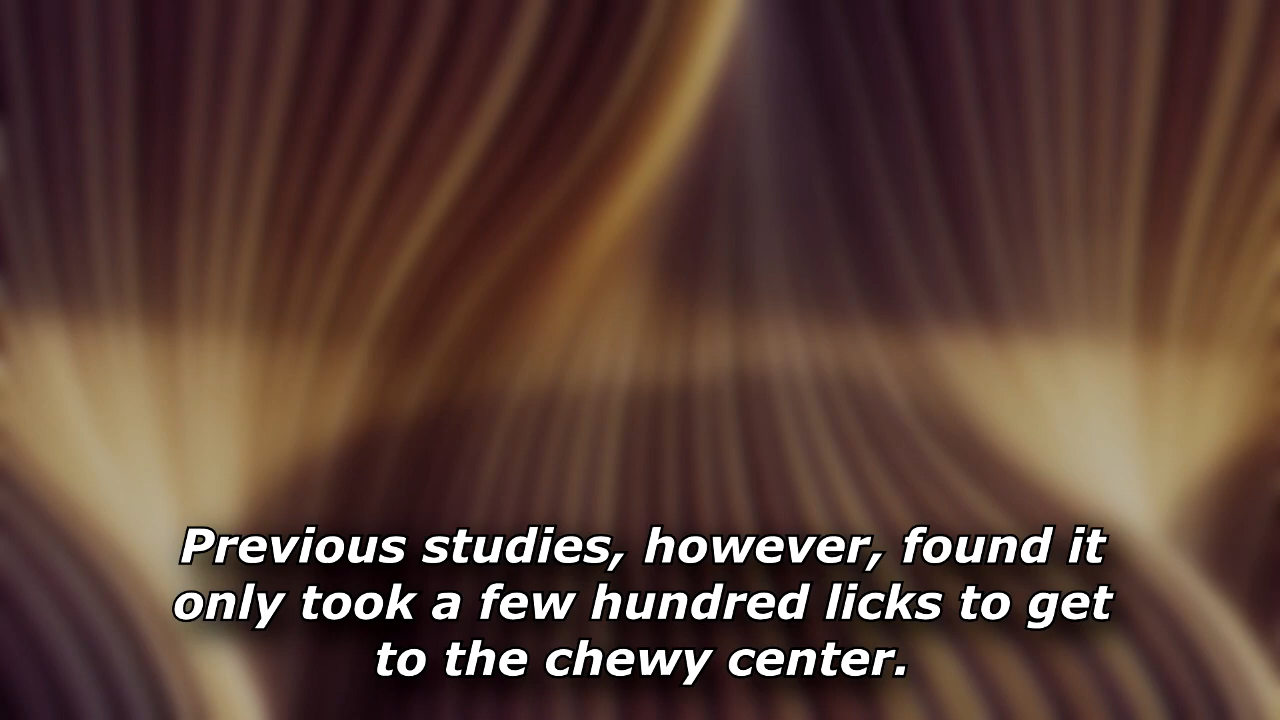 Previous studies, however, found it
only took a few hundred licks to get
to the chewy center.